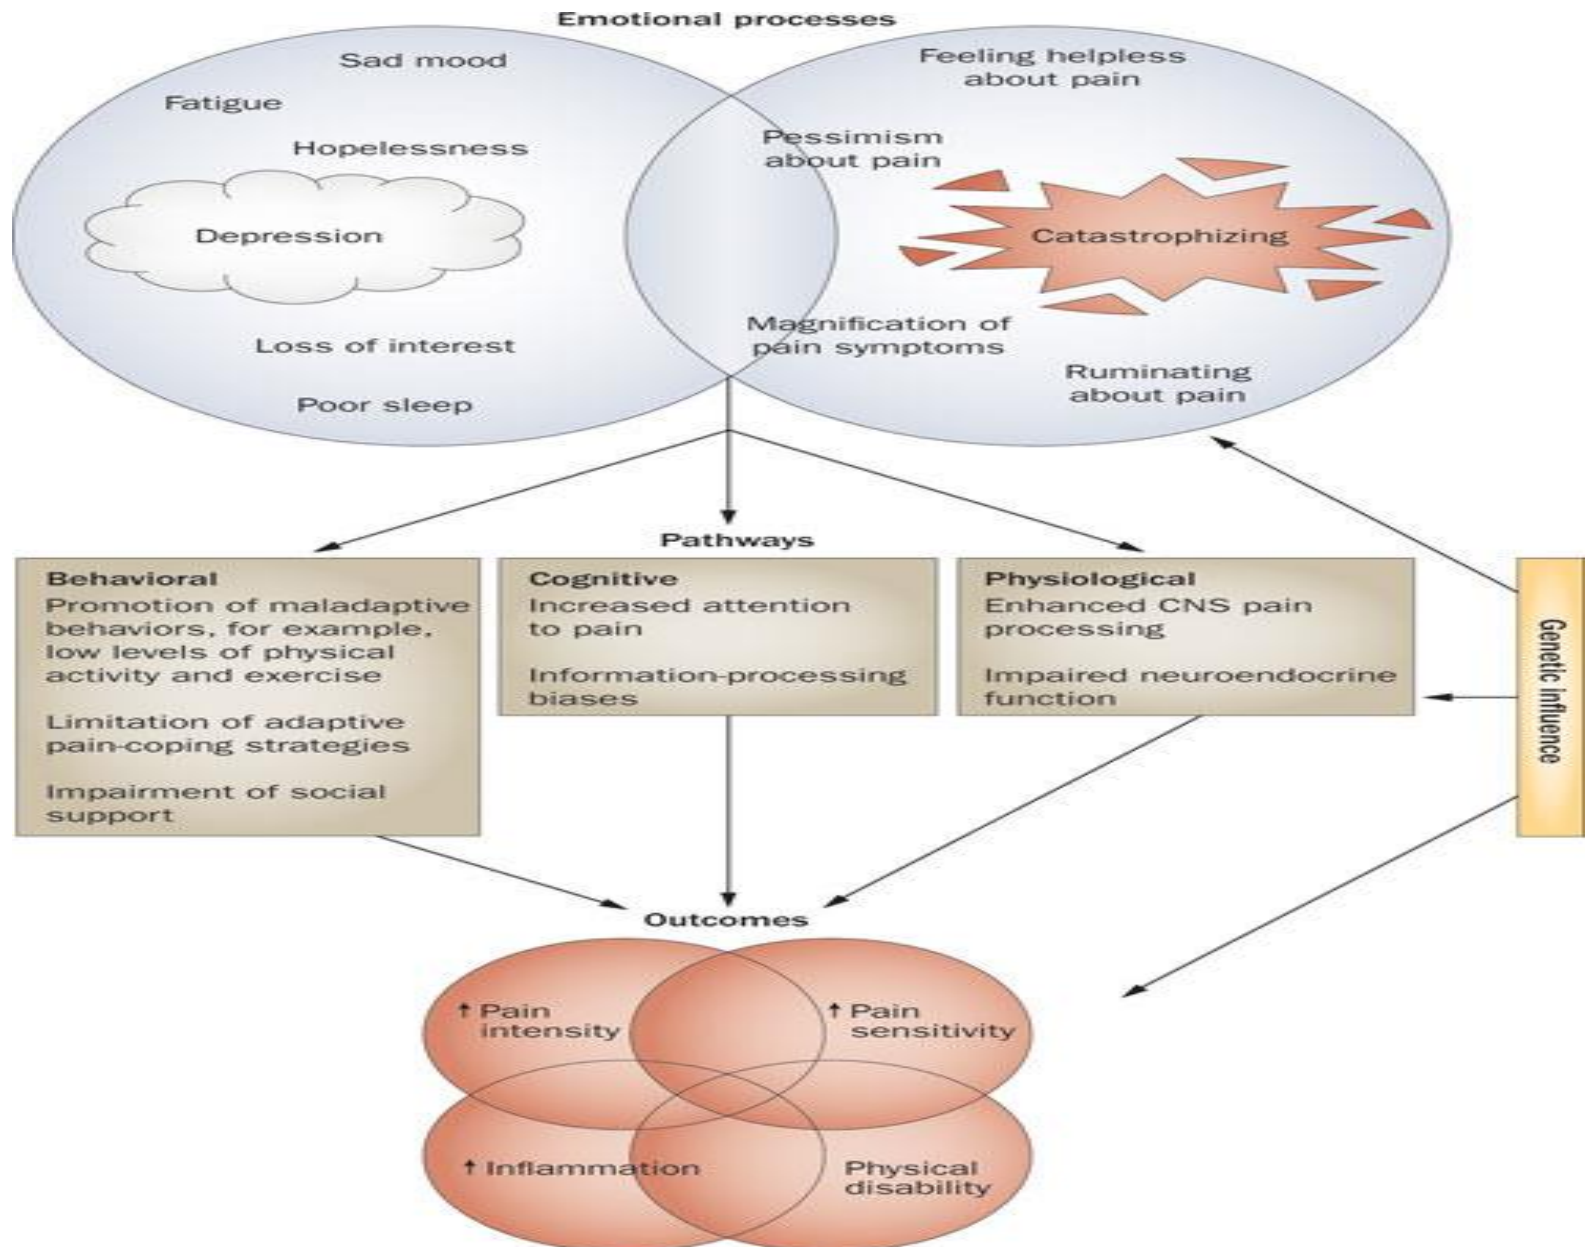 Emotional processes
Sad mood
Fatigue
Hopelessness
Depression
Loss of interest
Poor sleep
Feeling helpless
about pain
Pessimism
about pain
Catastrophizing
Magnification of
pain symptoms
Ruminating
about pain
Pathways
Behavioral
Promotion of maladaptive
behaviors, for example,
low levels of physical
activity and exercise
Limitation of adaptive
pain-coping strategies
Impairment of social
support
Cognitive
Increased attention
to pain
Information-processing
biases
Physiological
Enhanced CNS pain
processing
Impaired neuroendocrine
function
Genetic influence
Outcomes
↑ Pain
intensity
↑ Pain
sensitivity
↑ Inflammation
Physical
disability